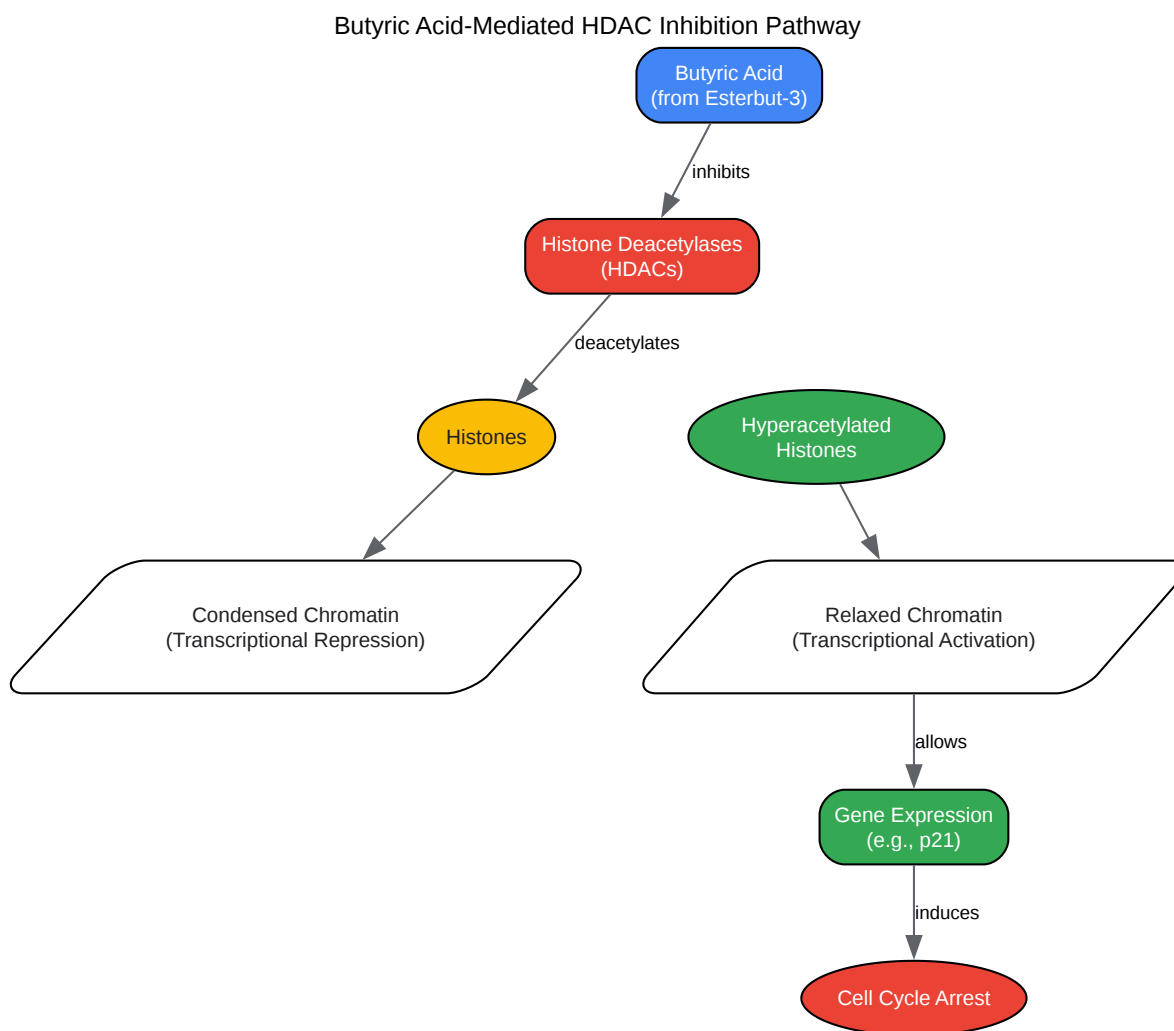 Butyric Acid-Mediated HDAC Inhibition Pathway
Butyric Acid
(from Esterbut-3)
inhibits
Histone Deacetylases
(HDACs)
deacetylates
Histones
Hyperacetylated
Histones
Condensed Chromatin
(Transcriptional Repression)
Relaxed Chromatin
(Transcriptional Activation)
allows
Gene Expression
(e.g., p21)
induces
Cell Cycle Arrest